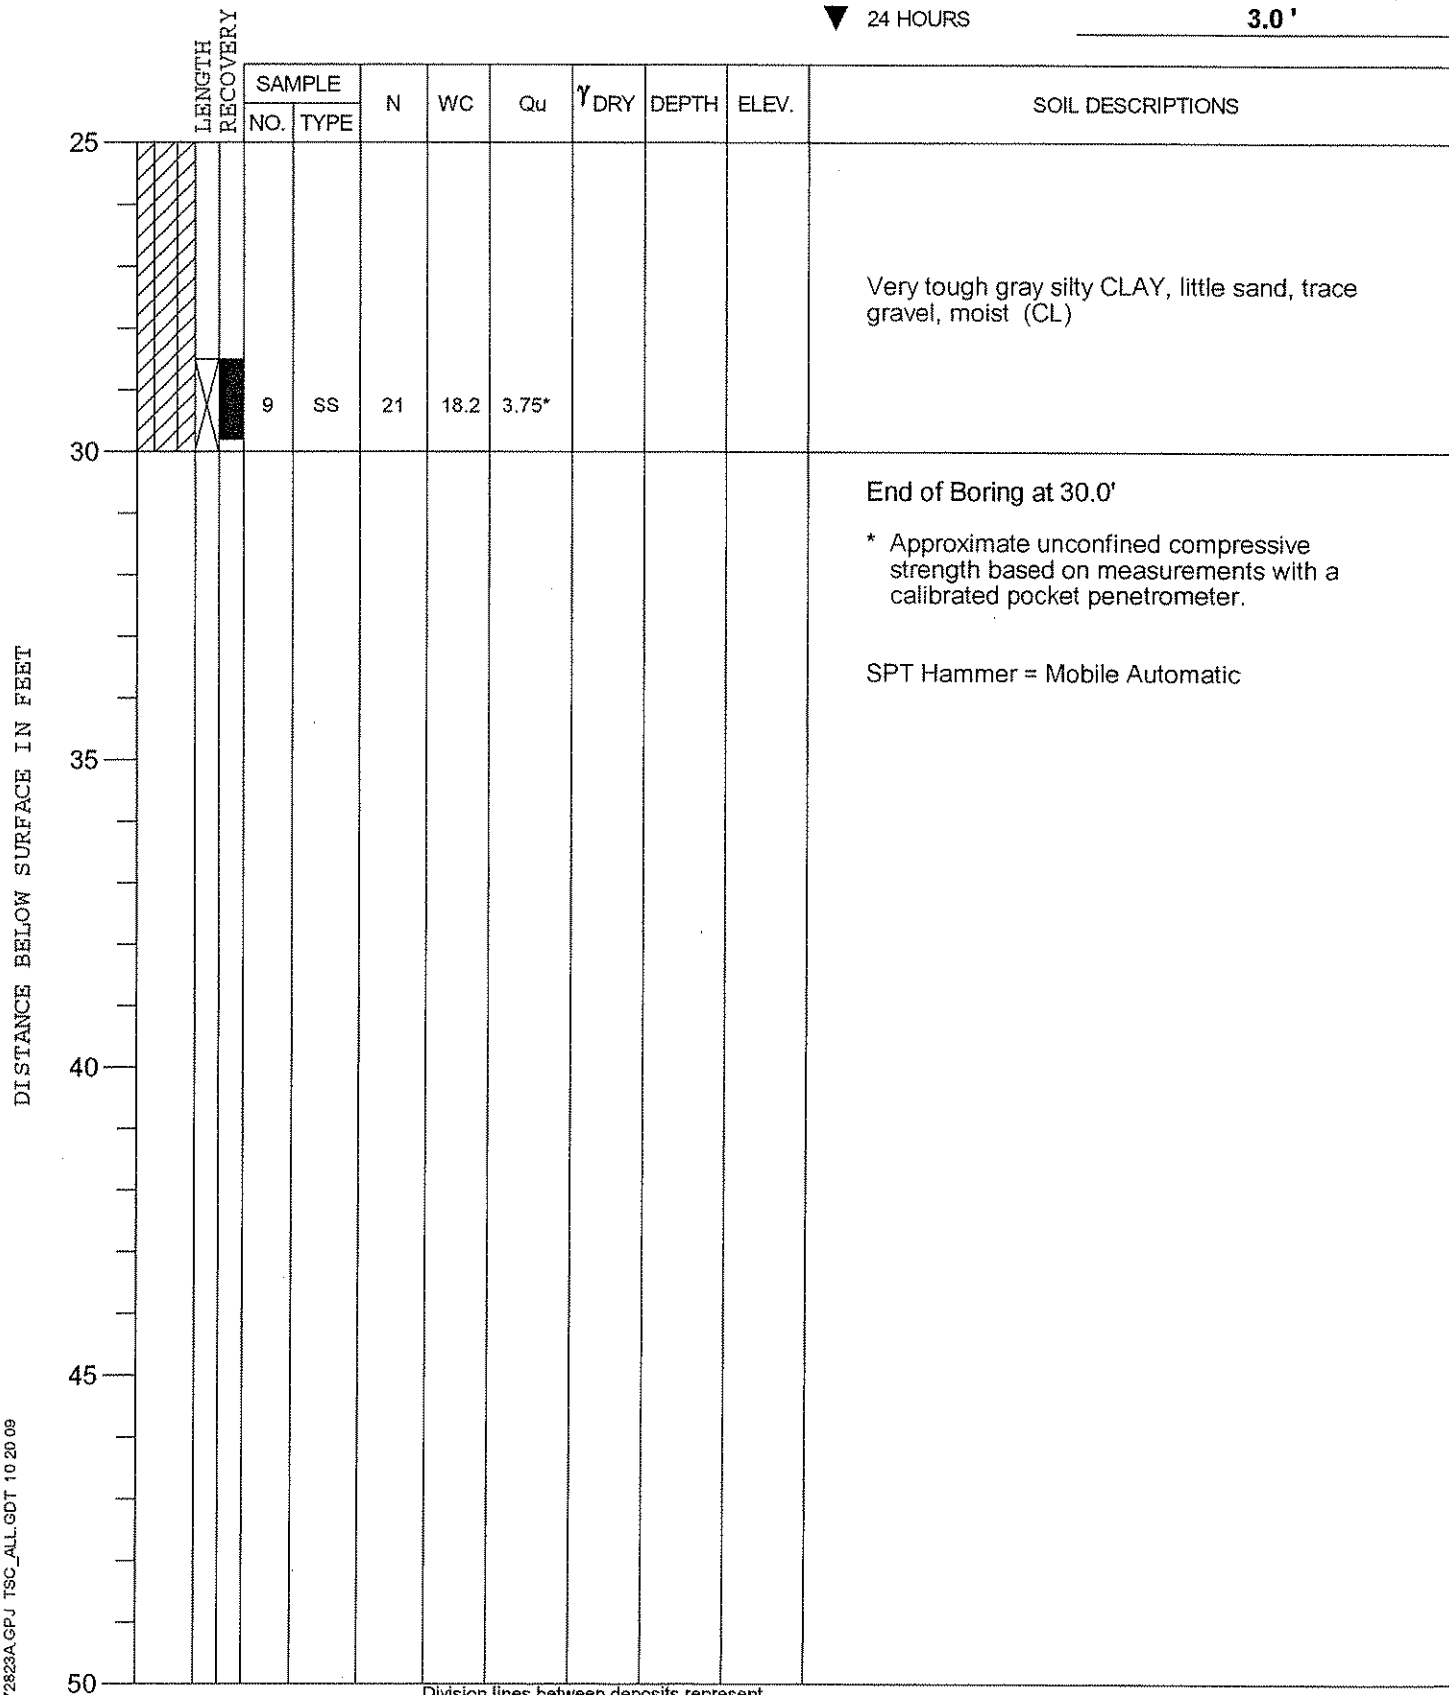 ▼ 24 HOURS 3.0 '
LENGTH
RECOVERY
SAMPLE
NO. TYPE N WC Qu γ DRY DEPTH ELEV. SOIL DESCRIPTIONS
25
Very tough gray silty CLAY, little sand, trace
gravel, moist (CL)
9 SS 21 18.2 3.75*
30
End of Boring at 30.0'
* Approximate unconfined compressive
strength based on measurements with a
calibrated pocket penetrometer.
SPT Hammer = Mobile Automatic
35
40
45
50
DISTANCE BELOW SURFACE IN FEET
72823A.GPJ TSC_ALL.GDT 10 20 09
Division lines between deposits represent